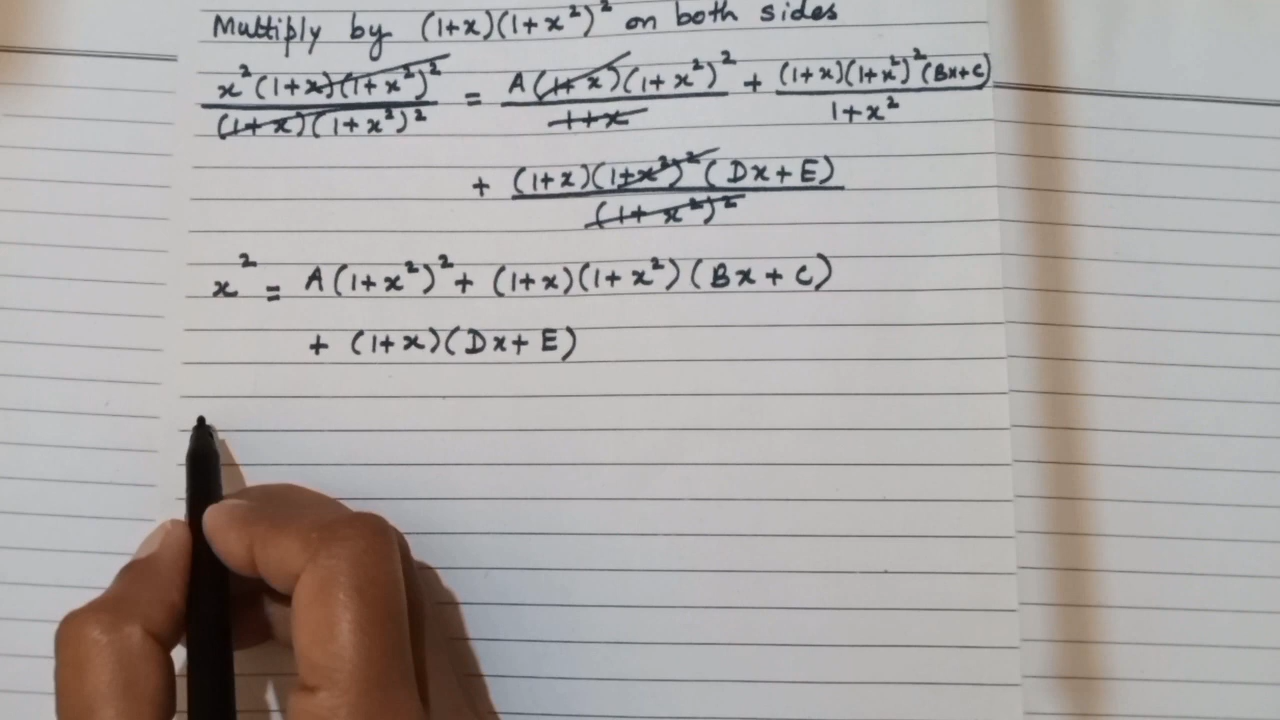 Multiply by (1+x)(1+x²)² on both sides
x²(1+x)(1+x²)² / (1+x)(1+x²)² = A(1+x)(1+x²)² / 1+x + (1+x)(1+x²)²(Bx+C) / 1+x²
+ (1+x)(1+x²)²(Dx+E) / (1+x²)²
x² = A(1+x²)² + (1+x)(1+x²)(Bx+C)
+ (1+x)(Dx+E)